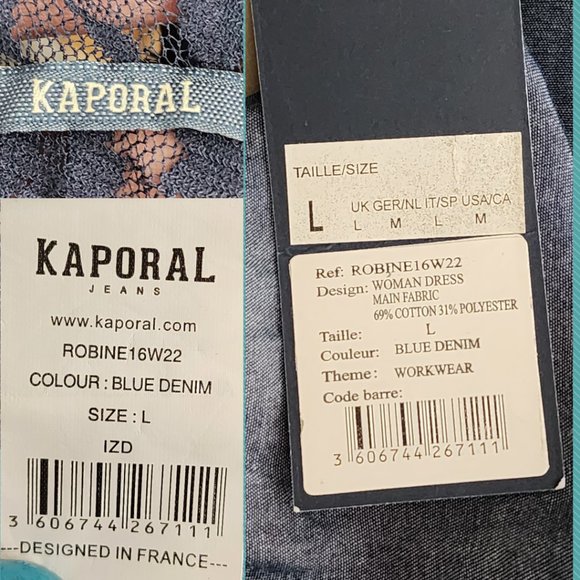 KAPORAL
KAPORAL
JEANS
www.kaporal.com
ROBINE16W22
COLOUR : BLUE DENIM
SIZE : L
IZD
3 606744 267111
---DESIGNED IN FRANCE---
TAILLE/SIZE
L
UK GER/NL IT/SP USA/CA
L M L M
Ref: ROBINE16W22
Design: WOMAN DRESS
MAIN FABRIC
69% COTTON 31% POLYESTER
Taille: L
Couleur: BLUE DENIM
Theme: WORKWEAR
Code barre:
3 606744 267111